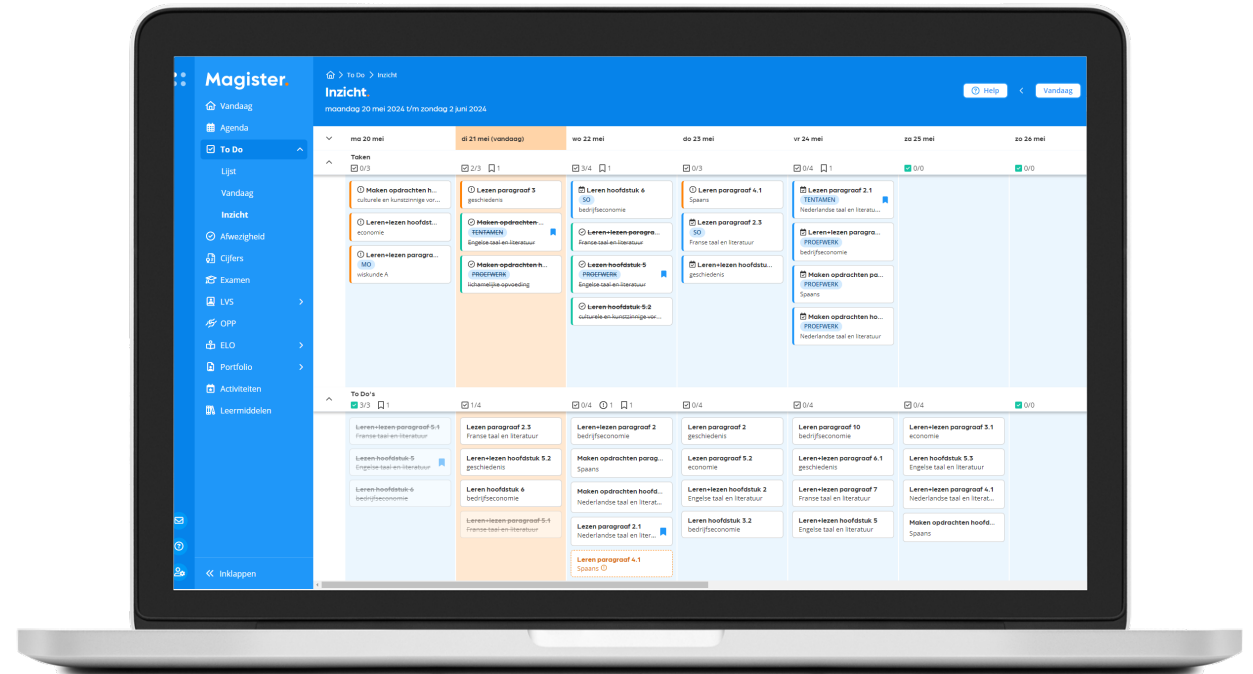 Magister.
Vandaag
Agenda
To Do
Lijst
Vandaag
Inzicht
Afwezigheid
Cijfers
Examen
LVS
OPP
ELO
Portfolio
Activiteiten
Leermiddelen
Inklappen
To Do > Inzicht
Inzicht.
maandag 20 mei 2024 t/m zondag 2 juni 2024
Help
Vandaag
ma 20 mei
di 21 mei (vandaag)
wo 22 mei
do 23 mei
vr 24 mei
za 25 mei
zo 26 mei
Taken
0/3
2/3 1
3/4 1
0/3
0/4 1
0/0
0/0
Maken opdrachten h...
culturele en kunstzinnige vor...
Leren+lezen hoofdst...
economie
Leren+lezen paragra...
MO
wiskunde A
Lezen paragraaf 3
geschiedenis
Maken opdrachten ...
TENTAMEN
Engelse taal en literatuur
Maken opdrachten h...
PROEFWERK
lichamelijke opvoeding
Leren hoofdstuk 6
SO
bedrijfseconomie
Leren+lezen paragra...
Franse taal en literatuur
Lezen hoofdstuk 5
PROEFWERK
Engelse taal en literatuur
Leren hoofdstuk 5.2
culturele en kunstzinnige vor...
Leren paragraaf 4.1
Spaans
Lezen paragraaf 2.3
SO
Franse taal en literatuur
Leren+lezen hoofdstu...
geschiedenis
Lezen paragraaf 2.1
TENTAMEN
Nederlandse taal en literatu...
Leren+lezen paragra...
PROEFWERK
bedrijfseconomie
Maken opdrachten pa...
PROEFWERK
Spaans
Maken opdrachten ho...
PROEFWERK
Nederlandse taal en literatuur
To Do's
3/3 1
1/4
0/4 1 1
0/4
0/4
0/4
0/0
Leren+lezen paragraaf 5.1
Franse taal en literatuur
Lezen hoofdstuk 5
Engelse taal en literatuur
Leren hoofdstuk 6
bedrijfseconomie
Lezen paragraaf 2.3
Franse taal en literatuur
Leren+lezen hoofdstuk 5.2
geschiedenis
Leren hoofdstuk 6
bedrijfseconomie
Leren+lezen paragraaf 5.1
Franse taal en literatuur
Leren+lezen paragraaf 2
bedrijfseconomie
Maken opdrachten parag...
Spaans
Maken opdrachten hoofd...
Nederlandse taal en literat...
Lezen paragraaf 2.1
Nederlandse taal en liter...
Leren paragraaf 4.1
Spaans
Leren paragraaf 2
geschiedenis
Lezen paragraaf 5.2
economie
Leren+lezen hoofdstuk 2
Engelse taal en literatuur
Leren hoofdstuk 3.2
bedrijfseconomie
Leren paragraaf 10
bedrijfseconomie
Leren+lezen paragraaf 6.1
geschiedenis
Leren+lezen paragraaf 7
Franse taal en literatuur
Leren+lezen hoofdstuk 5
Engelse taal en literatuur
Leren+lezen paragraaf 3.1
economie
Leren hoofdstuk 5.3
Engelse taal en literatuur
Leren+lezen paragraaf 4.1
Nederlandse taal en literat...
Maken opdrachten hoofd...
Spaans